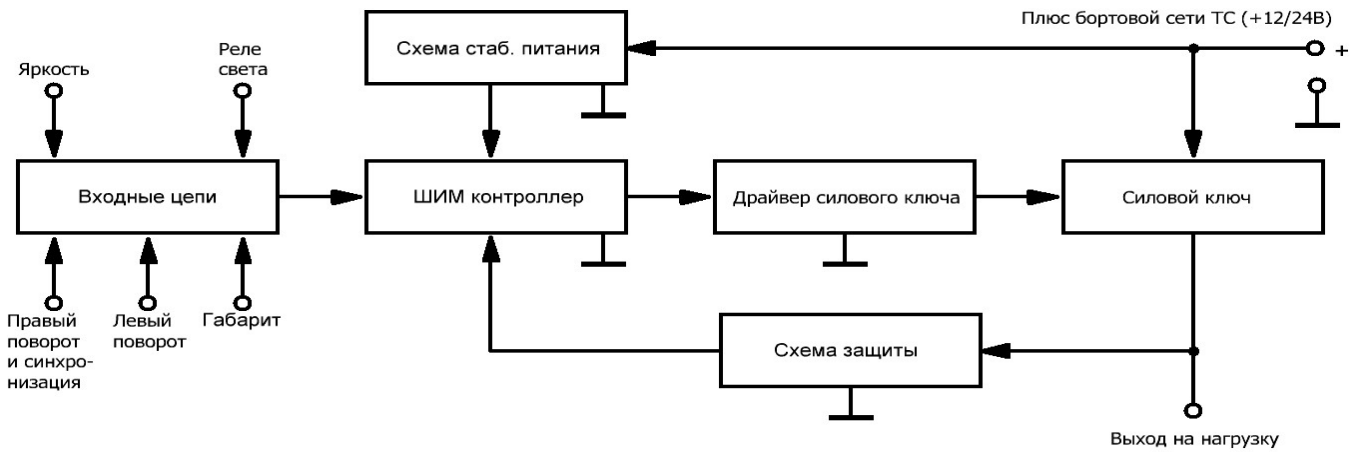 Плюс бортовой сети ТС (+12/24В)
Схема стаб. питания
+
Реле
света
Яркость
Входные цепи
ШИМ контроллер
Драйвер силового ключа
Силовой ключ
Правый
поворот
и синхро-
низация
Левый
поворот
Габарит
Схема защиты
Выход на нагрузку